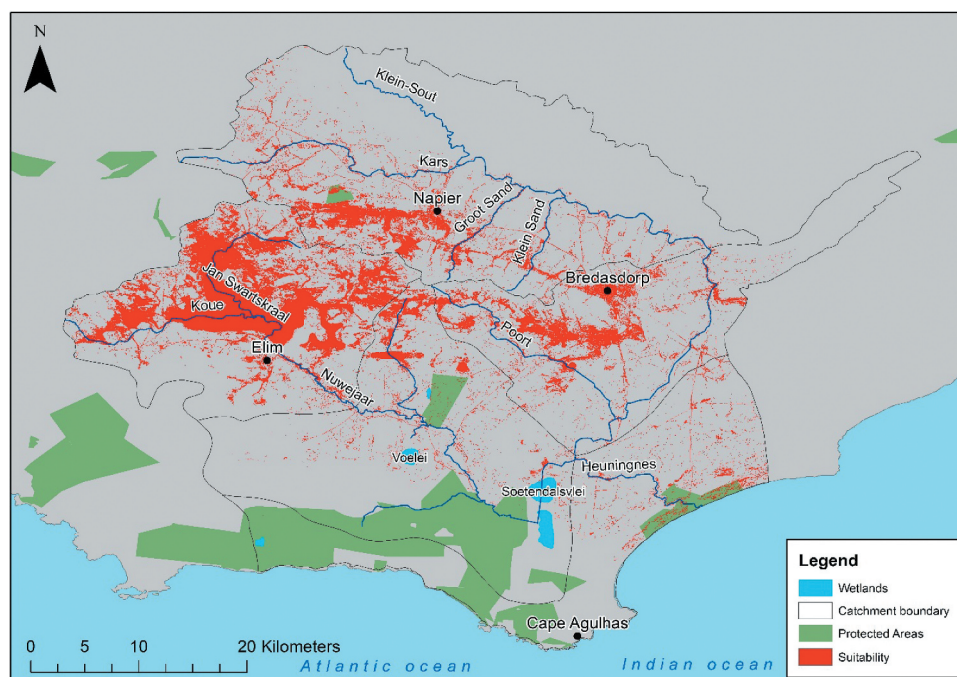 N
Klein-Sout
Kars
Napier
Groot Sand
Klein Sand
Bredasdorp
Jan Swartskraal
Koue
Poort
Elim
Nuwejaar
Voelei
Heuningnes
Soetendalsvlei
Cape Agulhas
0 5 10 20 Kilometers
Atlantic ocean
Indian ocean
Legend
Wetlands
Catchment boundary
Protected Areas
Suitability